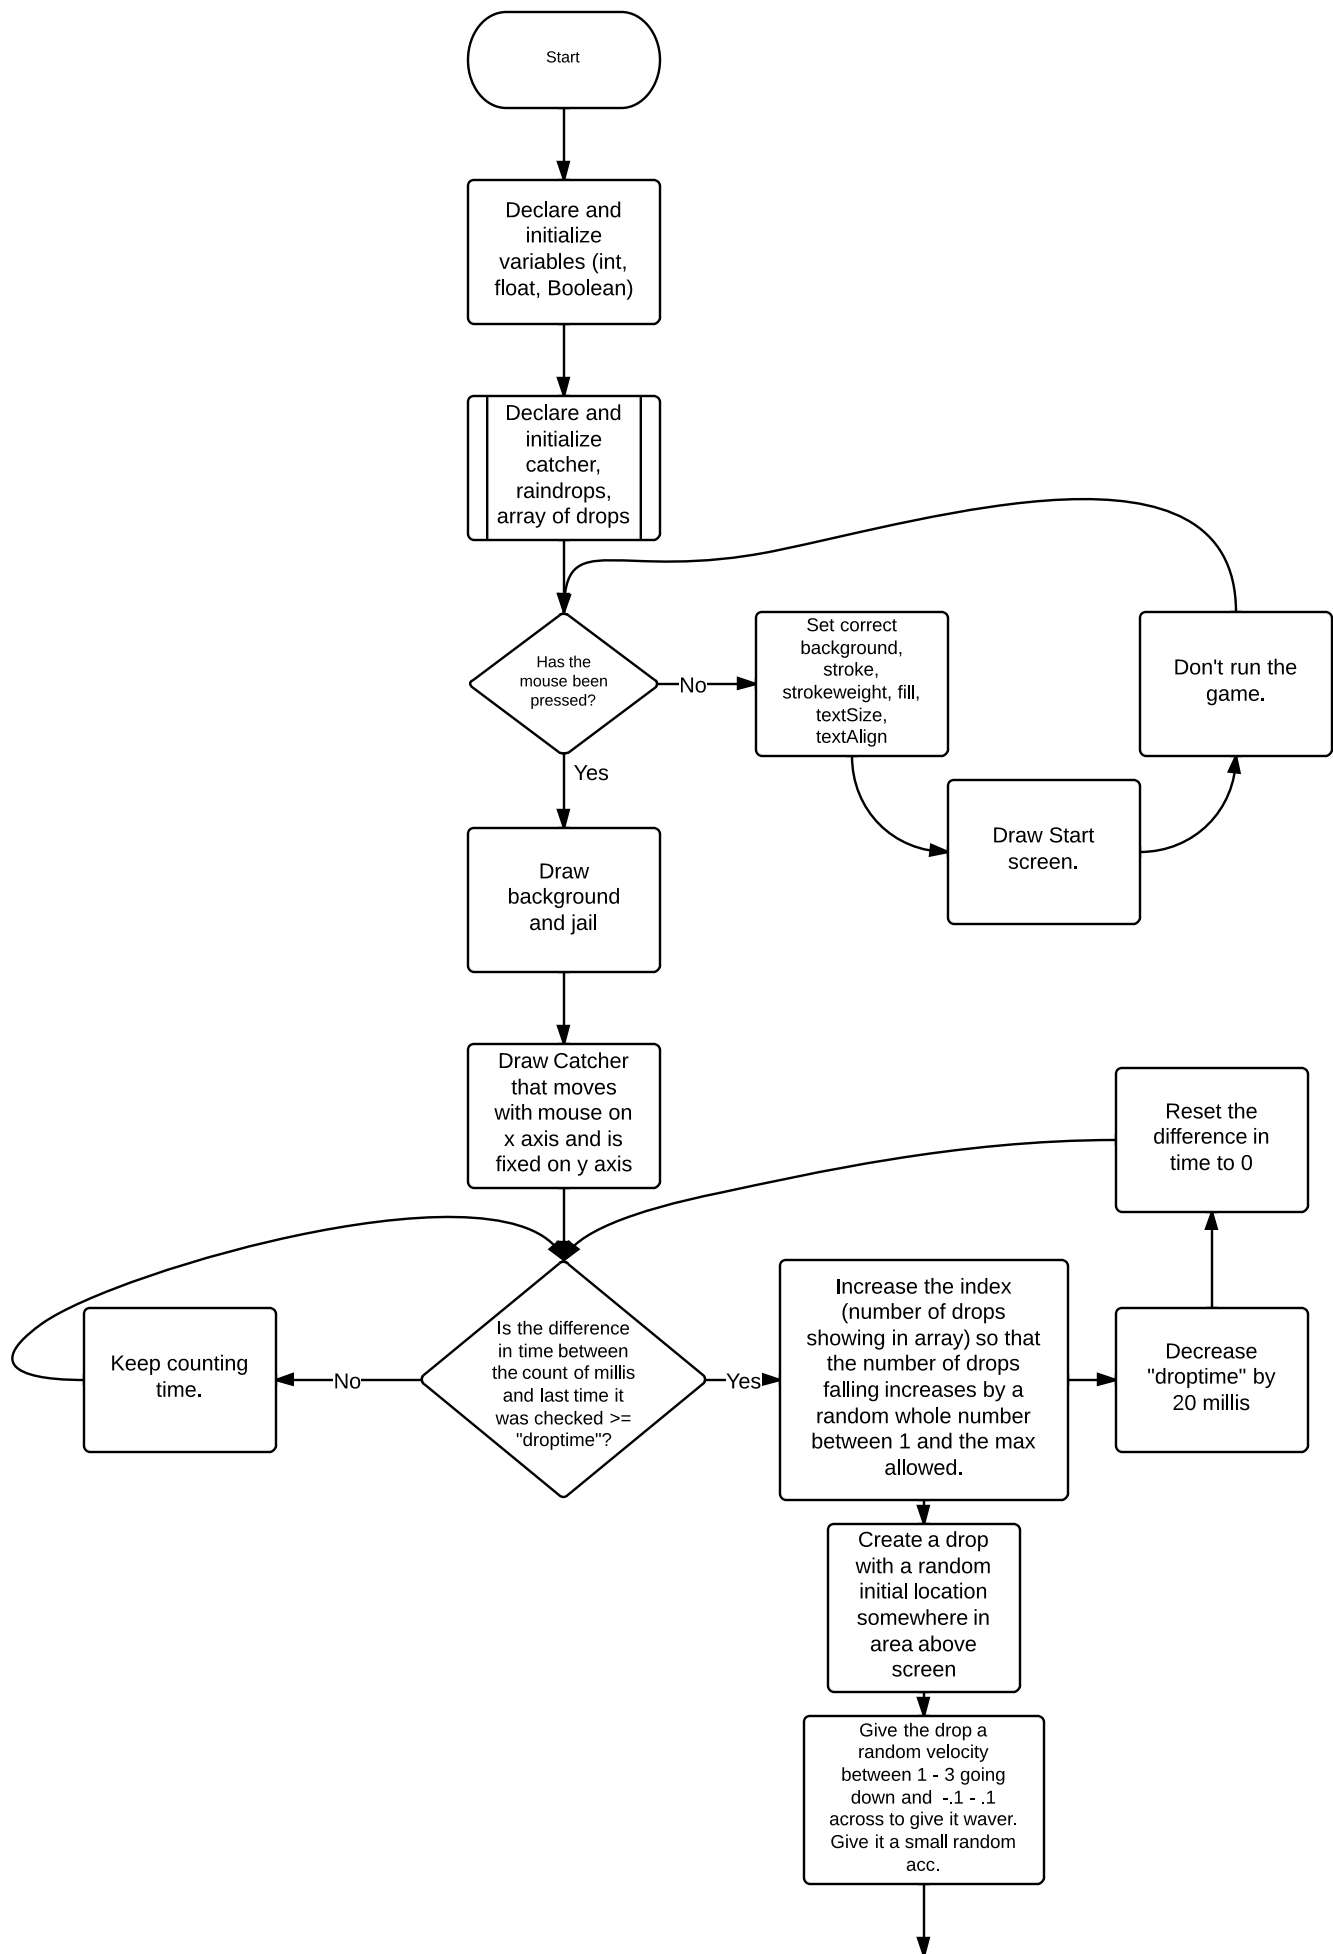 Start
Declare and
initialize
variables (int,
float, Boolean)
Declare and
initialize
catcher,
raindrops,
array of drops
Has the
mouse been
pressed?
No
Set correct
background,
stroke,
strokeweight, fill,
textSize,
textAlign
Don't run the
game.
Yes
Draw Start
screen.
Draw
background
and jail
Draw Catcher
that moves
with mouse on
x axis and is
fixed on y axis
Reset the
difference in
time to 0
Keep counting
time.
No
Is the difference
in time between
the count of millis
and last time it
was checked >=
"droptime"?
Yes
Increase the index
(number of drops
showing in array) so that
the number of drops
falling increases by a
random whole number
between 1 and the max
allowed.
Decrease
"droptime" by
20 millis
Create a drop
with a random
initial location
somewhere in
area above
screen
Give the drop a
random velocity
between 1 - 3 going
down and  -.1 - .1
across to give it waver.
Give it a small random
acc.